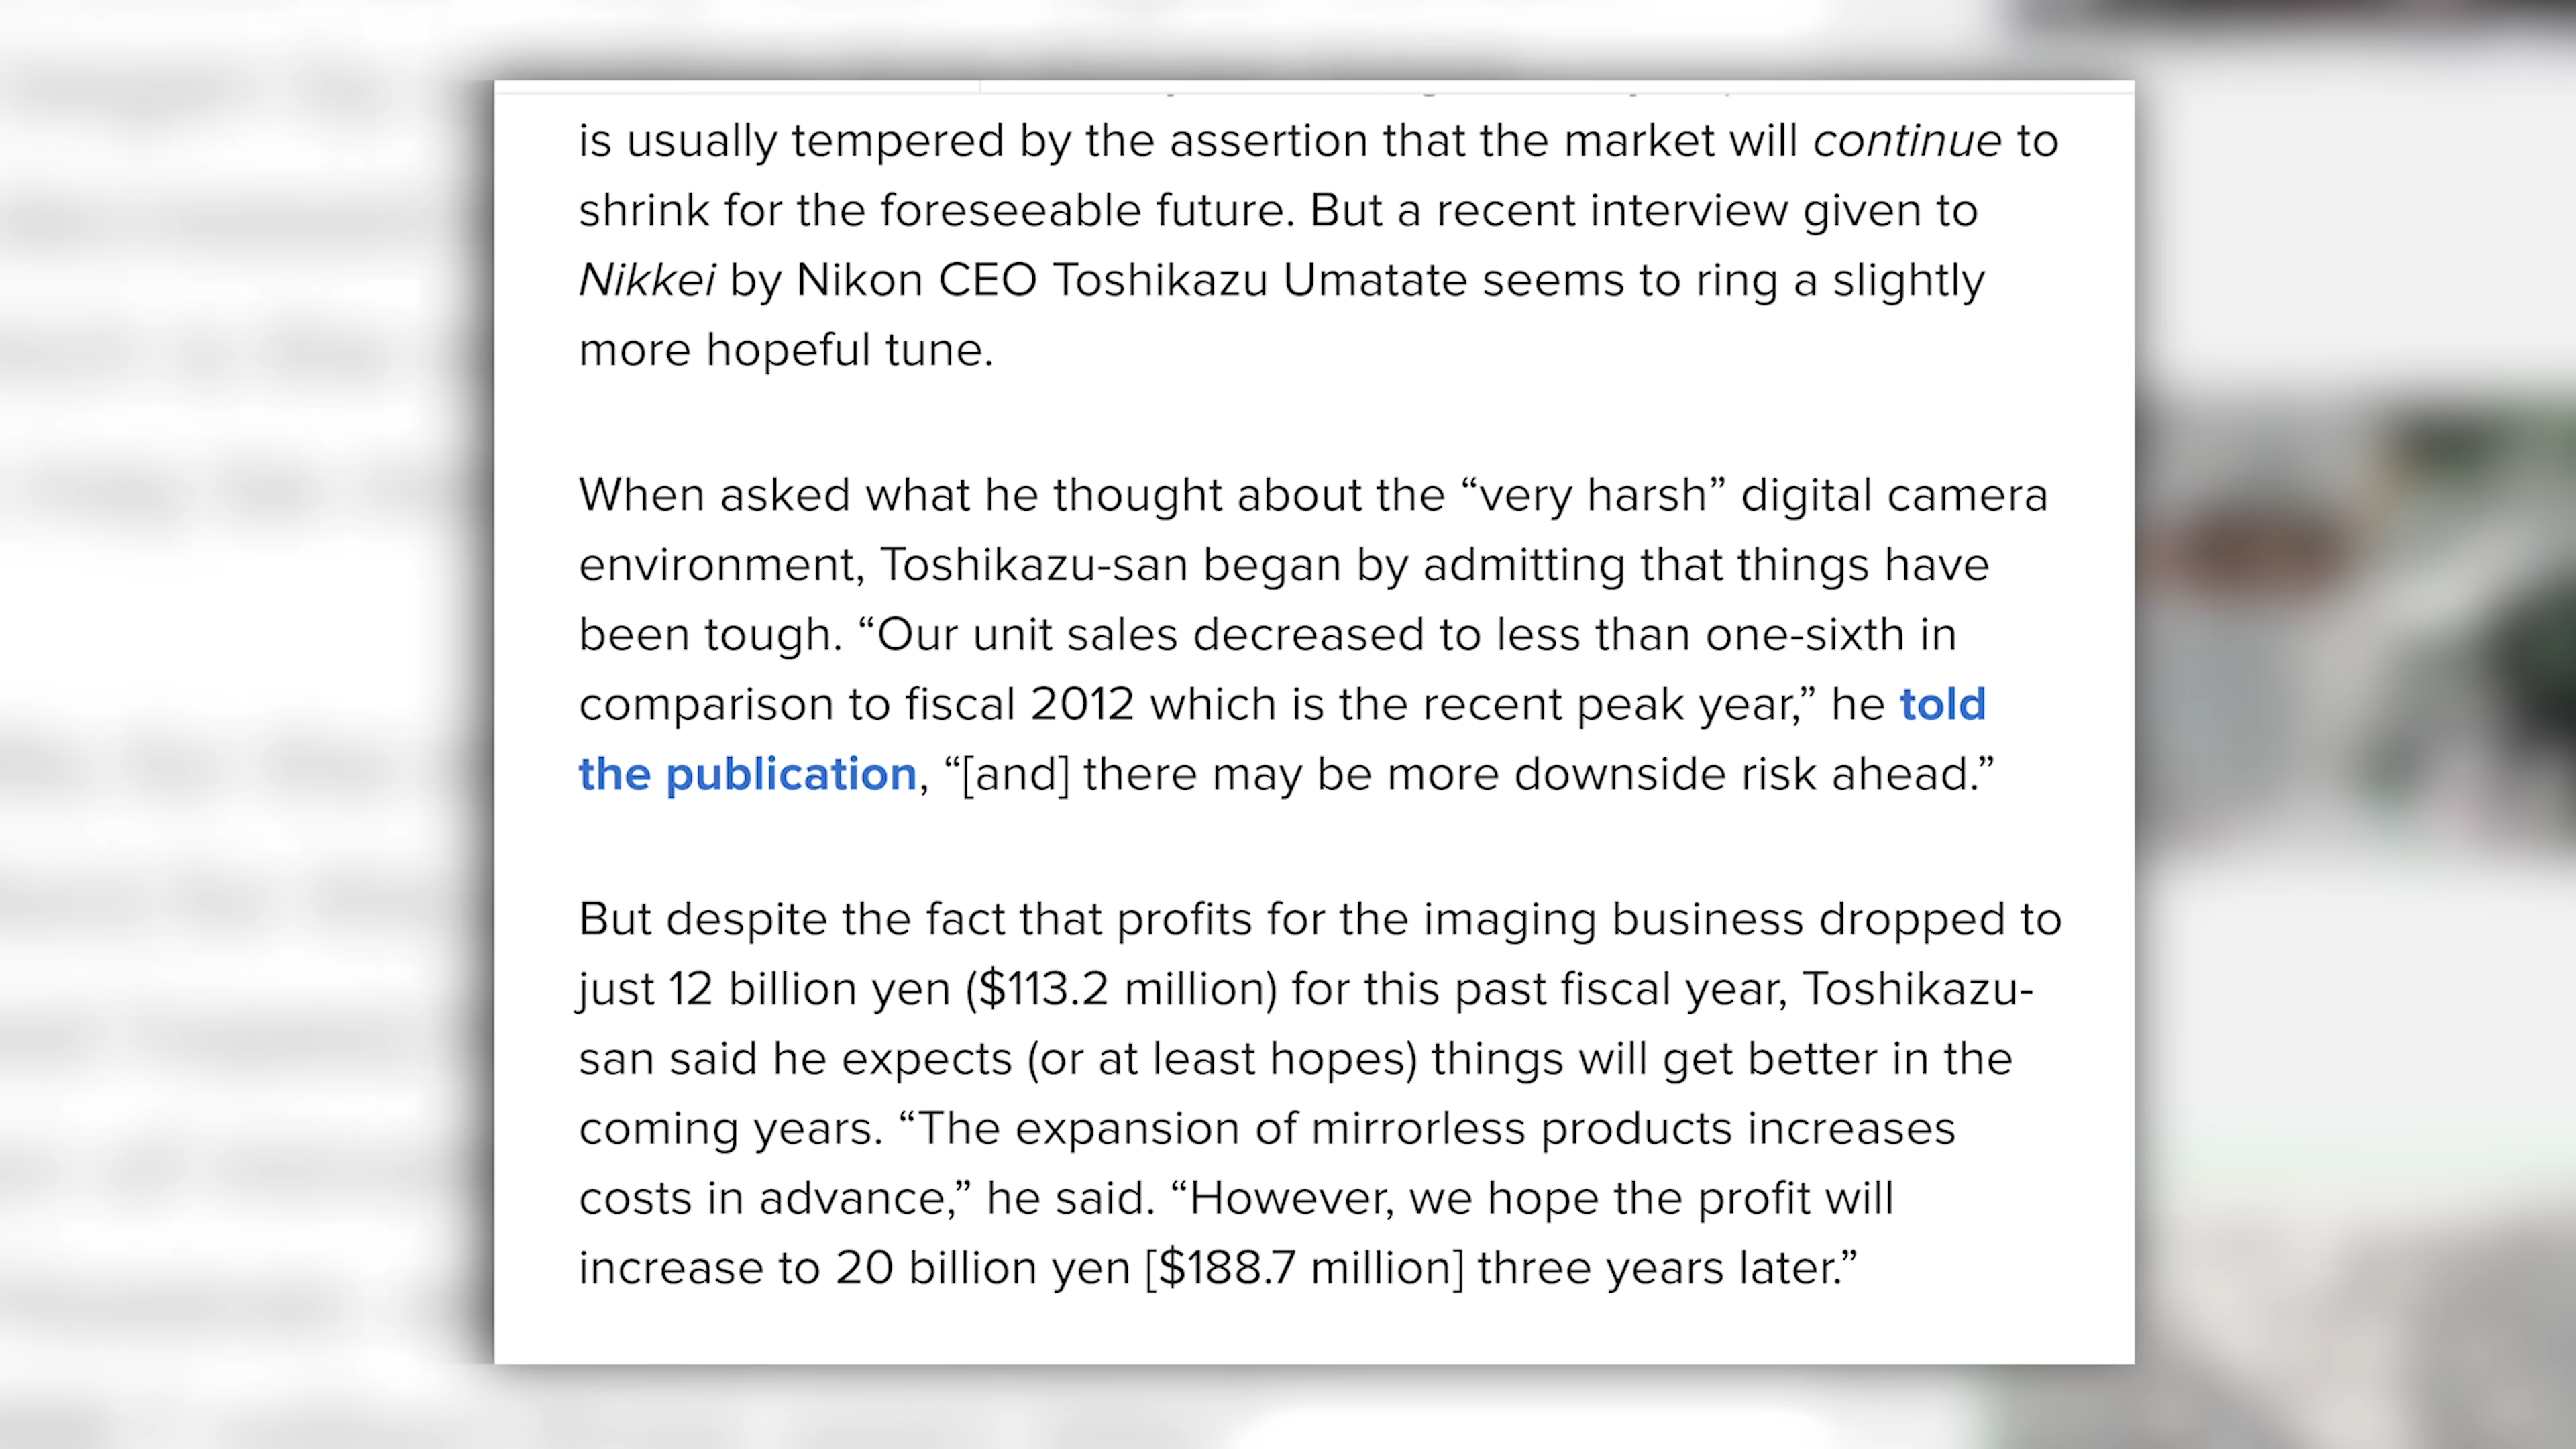 is usually tempered by the assertion that the market will continue to
shrink for the foreseeable future. But a recent interview given to
Nikkei by Nikon CEO Toshikazu Umatate seems to ring a slightly
more hopeful tune.
When asked what he thought about the “very harsh” digital camera
environment, Toshikazu-san began by admitting that things have
been tough. “Our unit sales decreased to less than one-sixth in
comparison to fiscal 2012 which is the recent peak year,” he told
the publication, “[and] there may be more downside risk ahead.”
But despite the fact that profits for the imaging business dropped to
just 12 billion yen ($113.2 million) for this past fiscal year, Toshikazu-
san said he expects (or at least hopes) things will get better in the
coming years. “The expansion of mirrorless products increases
costs in advance,” he said. “However, we hope the profit will
increase to 20 billion yen [$188.7 million] three years later.”